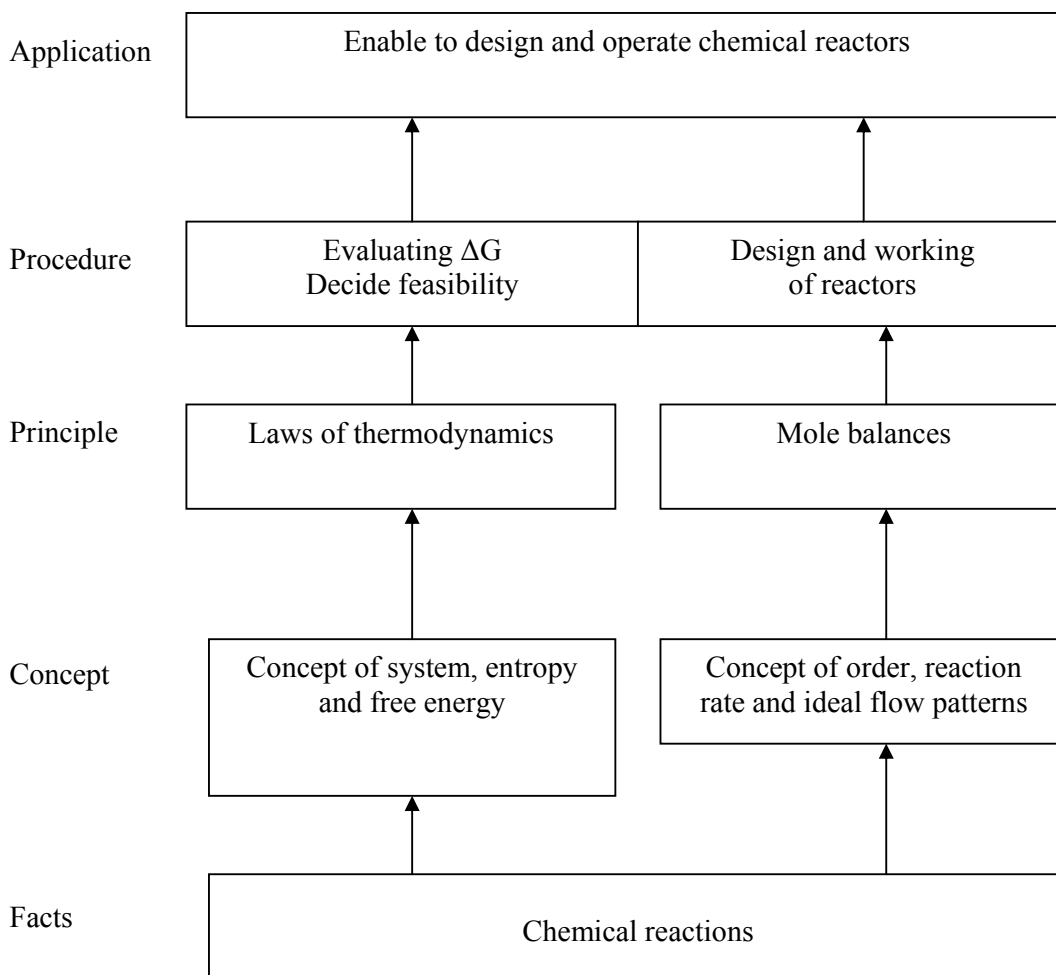 Application
Enable to design and operate chemical reactors
Procedure
Evaluating ΔG
Decide feasibility
Design and working
of reactors
Principle
Laws of thermodynamics
Mole balances
Concept
Concept of system, entropy
and free energy
Concept of order, reaction
rate and ideal flow patterns
Facts
Chemical reactions